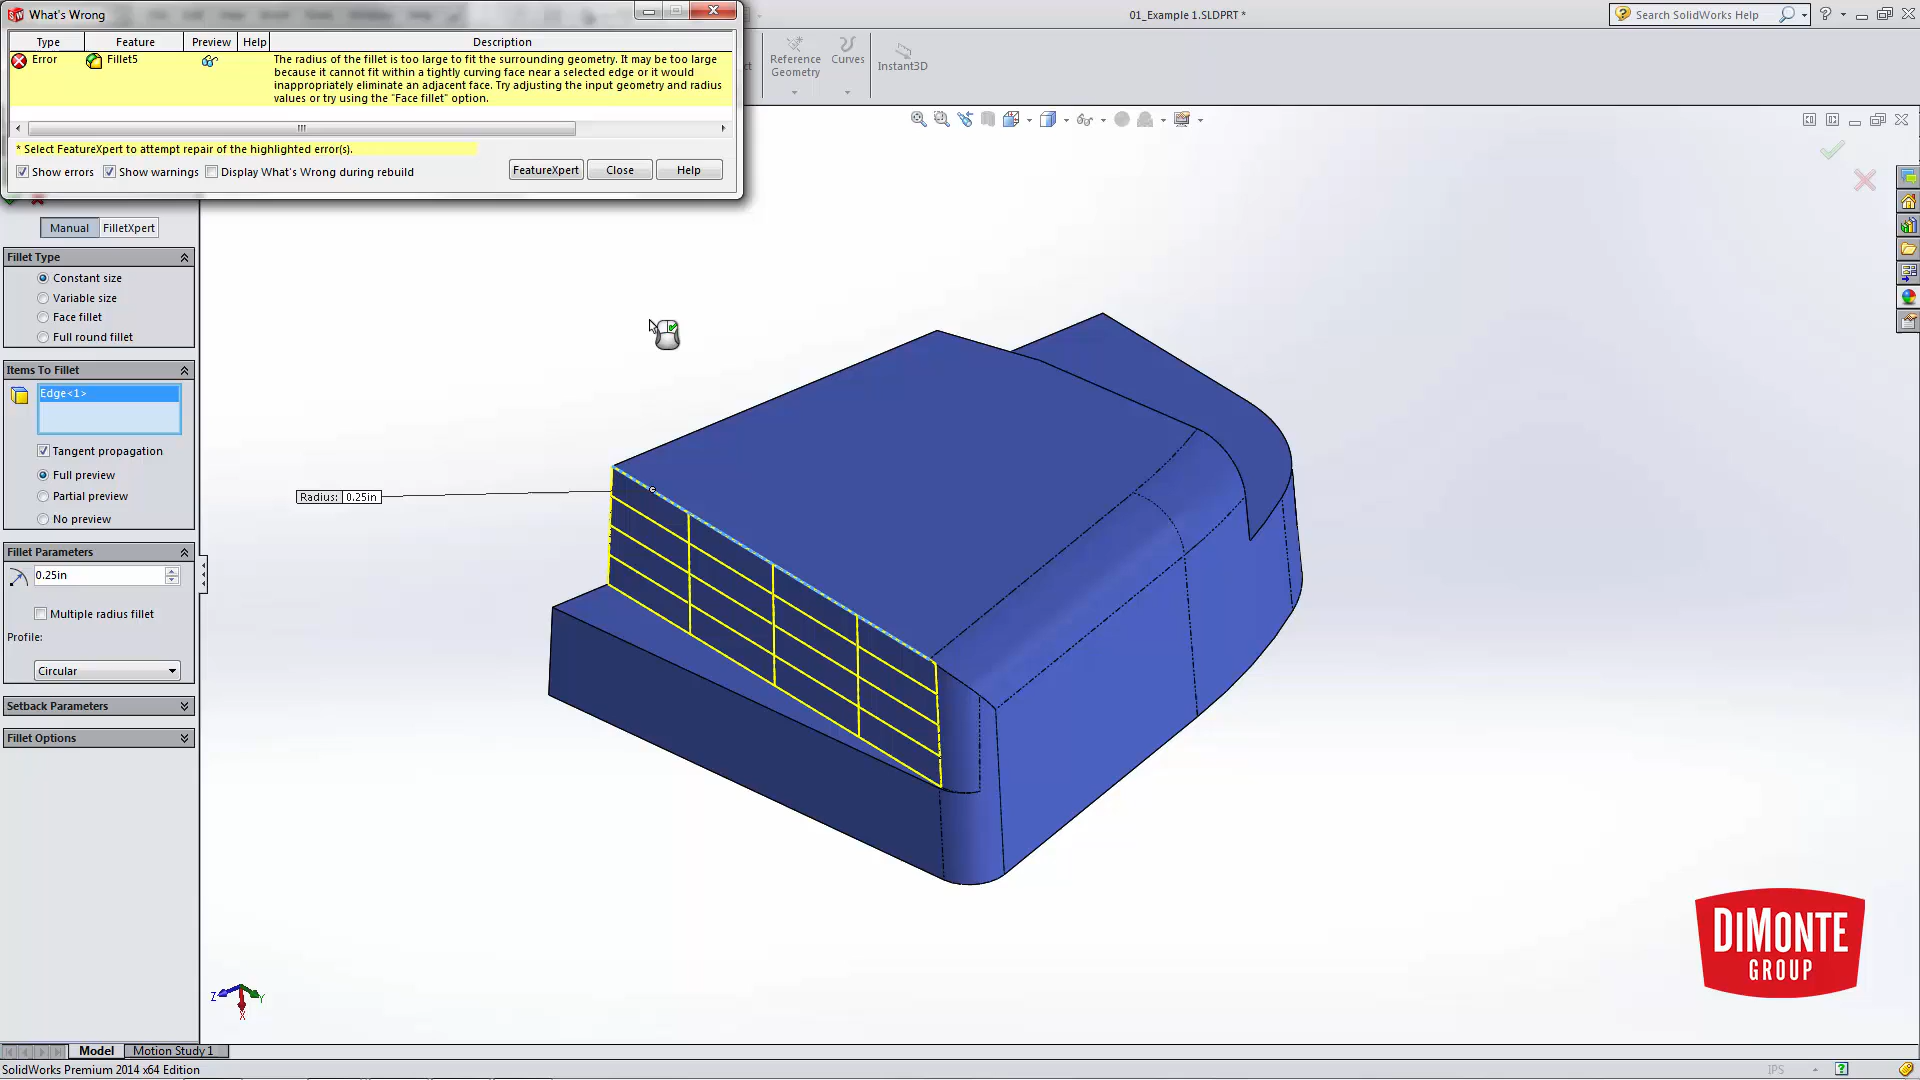 What's Wrong
01_Example 1.SLDPRT *
Search SolidWorks Help
Type Feature Preview Help Description
Error Fillet5 The radius of the fillet is too large to fit the surrounding geometry. It may be too large
because it cannot fit within a tightly curving face near a selected edge or it would
inappropriately eliminate an adjacent face. Try adjusting the input geometry and radius
values or try using the "Face fillet" option.
* Select FeatureXpert to attempt repair of the highlighted error(s).
Show errors Show warnings Display What's Wrong during rebuild
FeatureXpert Close Help
Reference
Geometry
Curves
Instant3D
Manual FilletXpert
Fillet Type
Constant size
Variable size
Face fillet
Full round fillet
Items To Fillet
Edge<1>
Tangent propagation
Full preview
Partial preview
No preview
Fillet Parameters
0.25in
Multiple radius fillet
Profile:
Circular
Setback Parameters
Fillet Options
Radius: 0.25in
Z Y
X
DIMONTE
GROUP
Model Motion Study 1
SolidWorks Premium 2014 x64 Edition
IPS